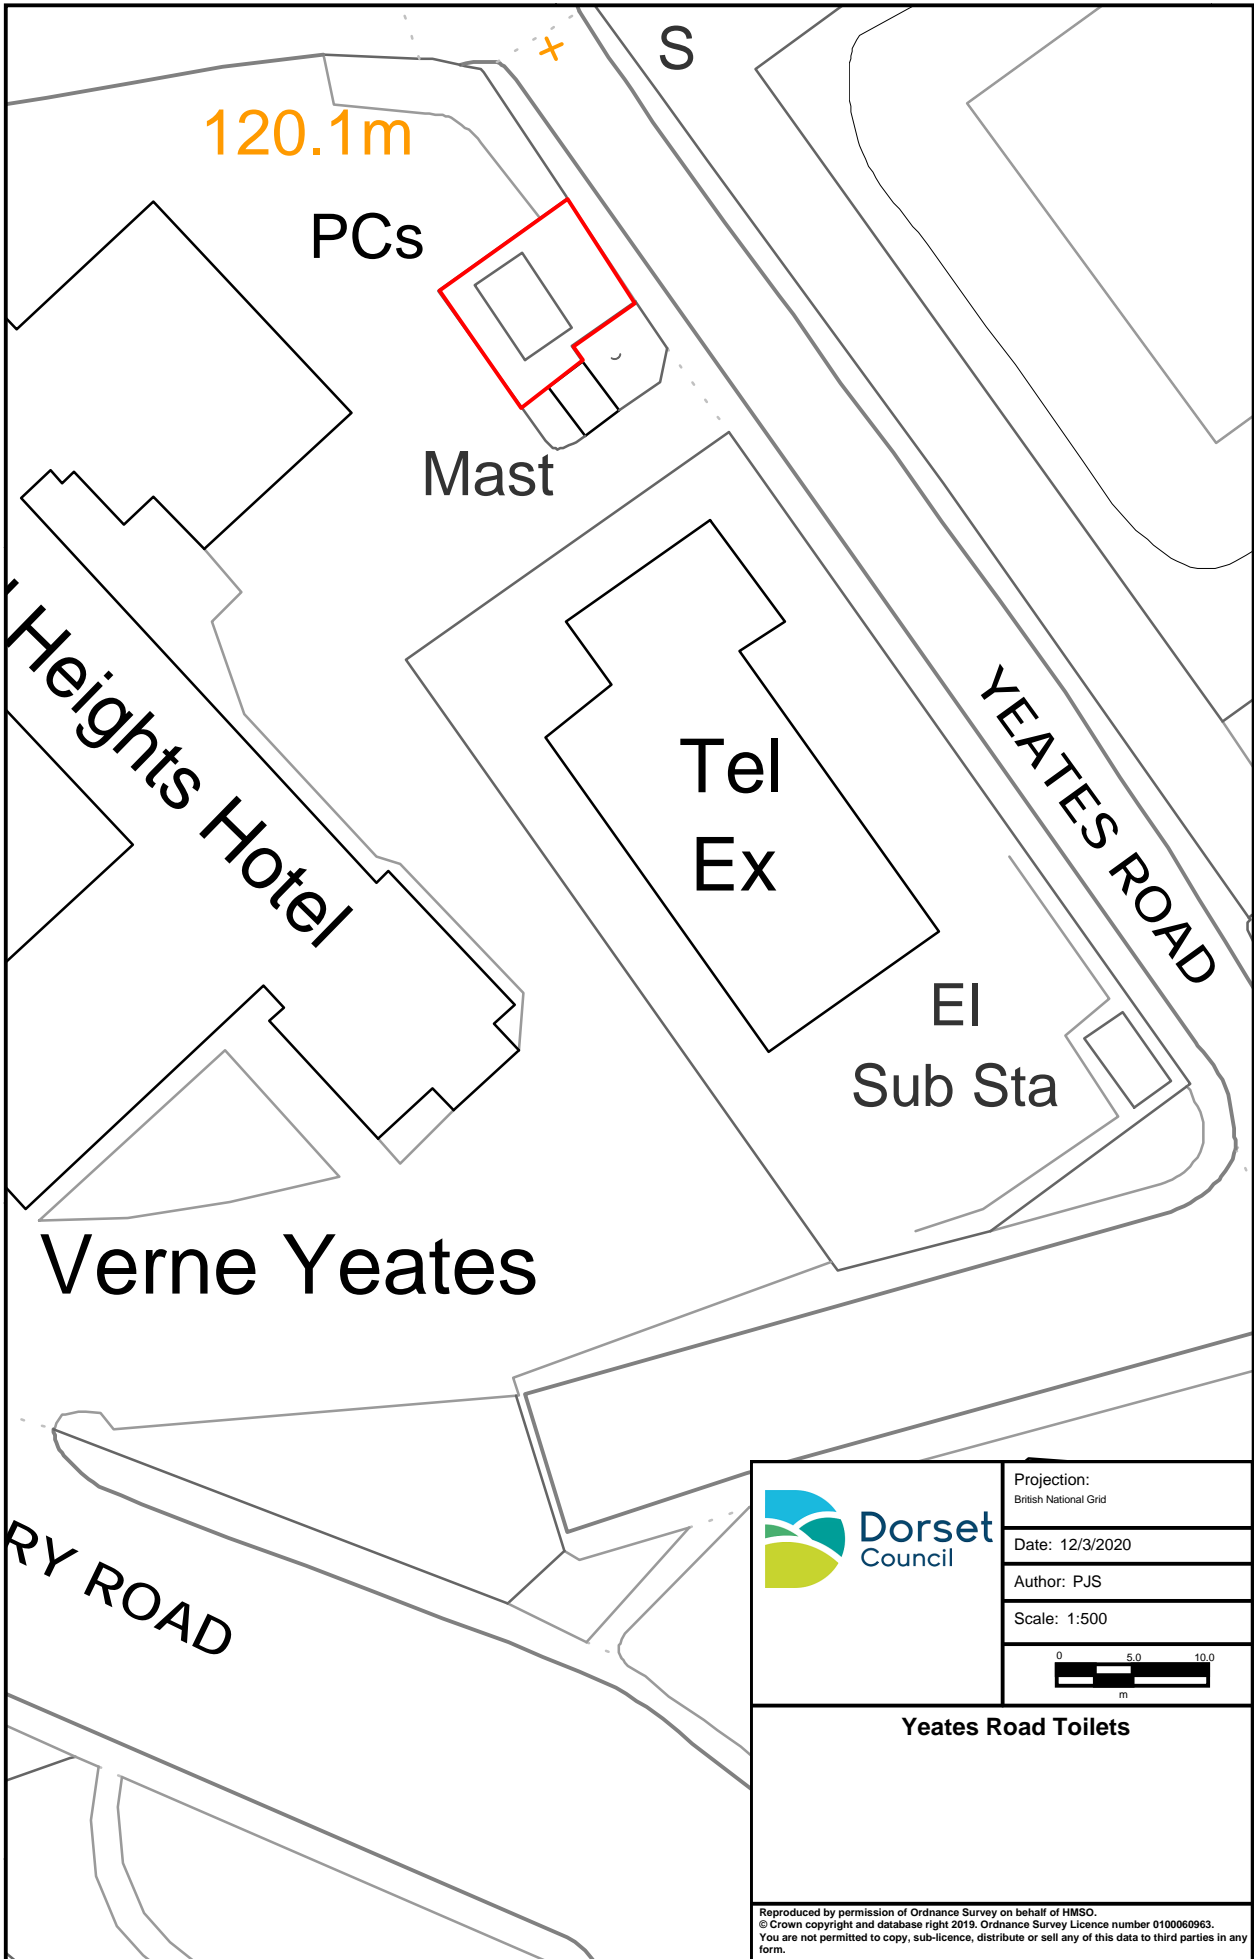 S
120.1m
PCs
Mast
Heights Hotel
Tel
Ex
YEATES ROAD
El
Sub Sta
Verne Yeates
RY ROAD
Dorset
Council
Projection:
British National Grid
Date: 12/3/2020
Author: PJS
Scale: 1:500
0 5.0 10.0
m
Yeates Road Toilets
Reproduced by permission of Ordnance Survey on behalf of HMSO.
© Crown copyright and database right 2019. Ordnance Survey Licence number 0100060963.
You are not permitted to copy, sub-licence, distribute or sell any of this data to third parties in any
form.